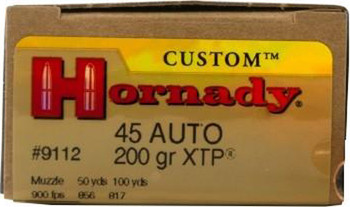 CUSTOM™
Hornady®
45 AUTO
#9112 200 gr XTP®
Muzzle 50 yds 100 yds
900 fps 856 817